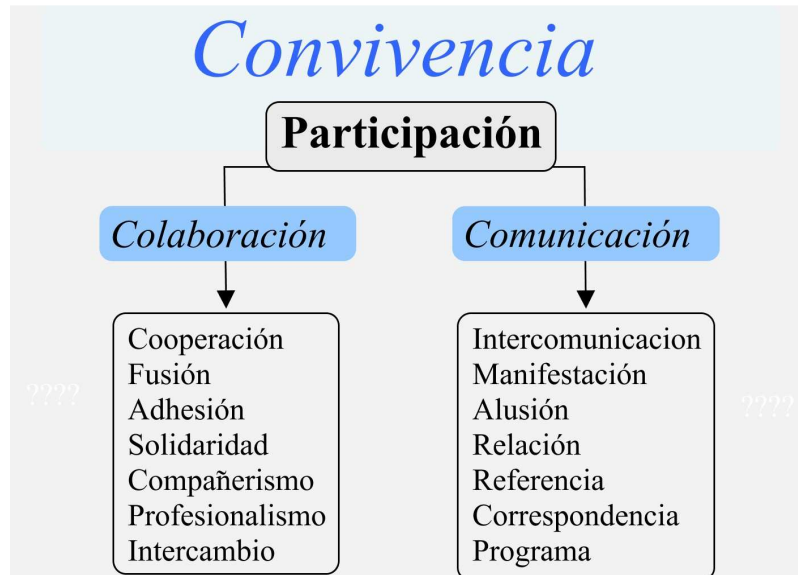 Convivencia
Participación
Colaboración
Comunicación
Cooperación
Fusión
Adhesión
Solidaridad
Compañerismo
Profesionalismo
Intercambio
Intercomunicacion
Manifestación
Alusión
Relación
Referencia
Correspondencia
Programa
????
????